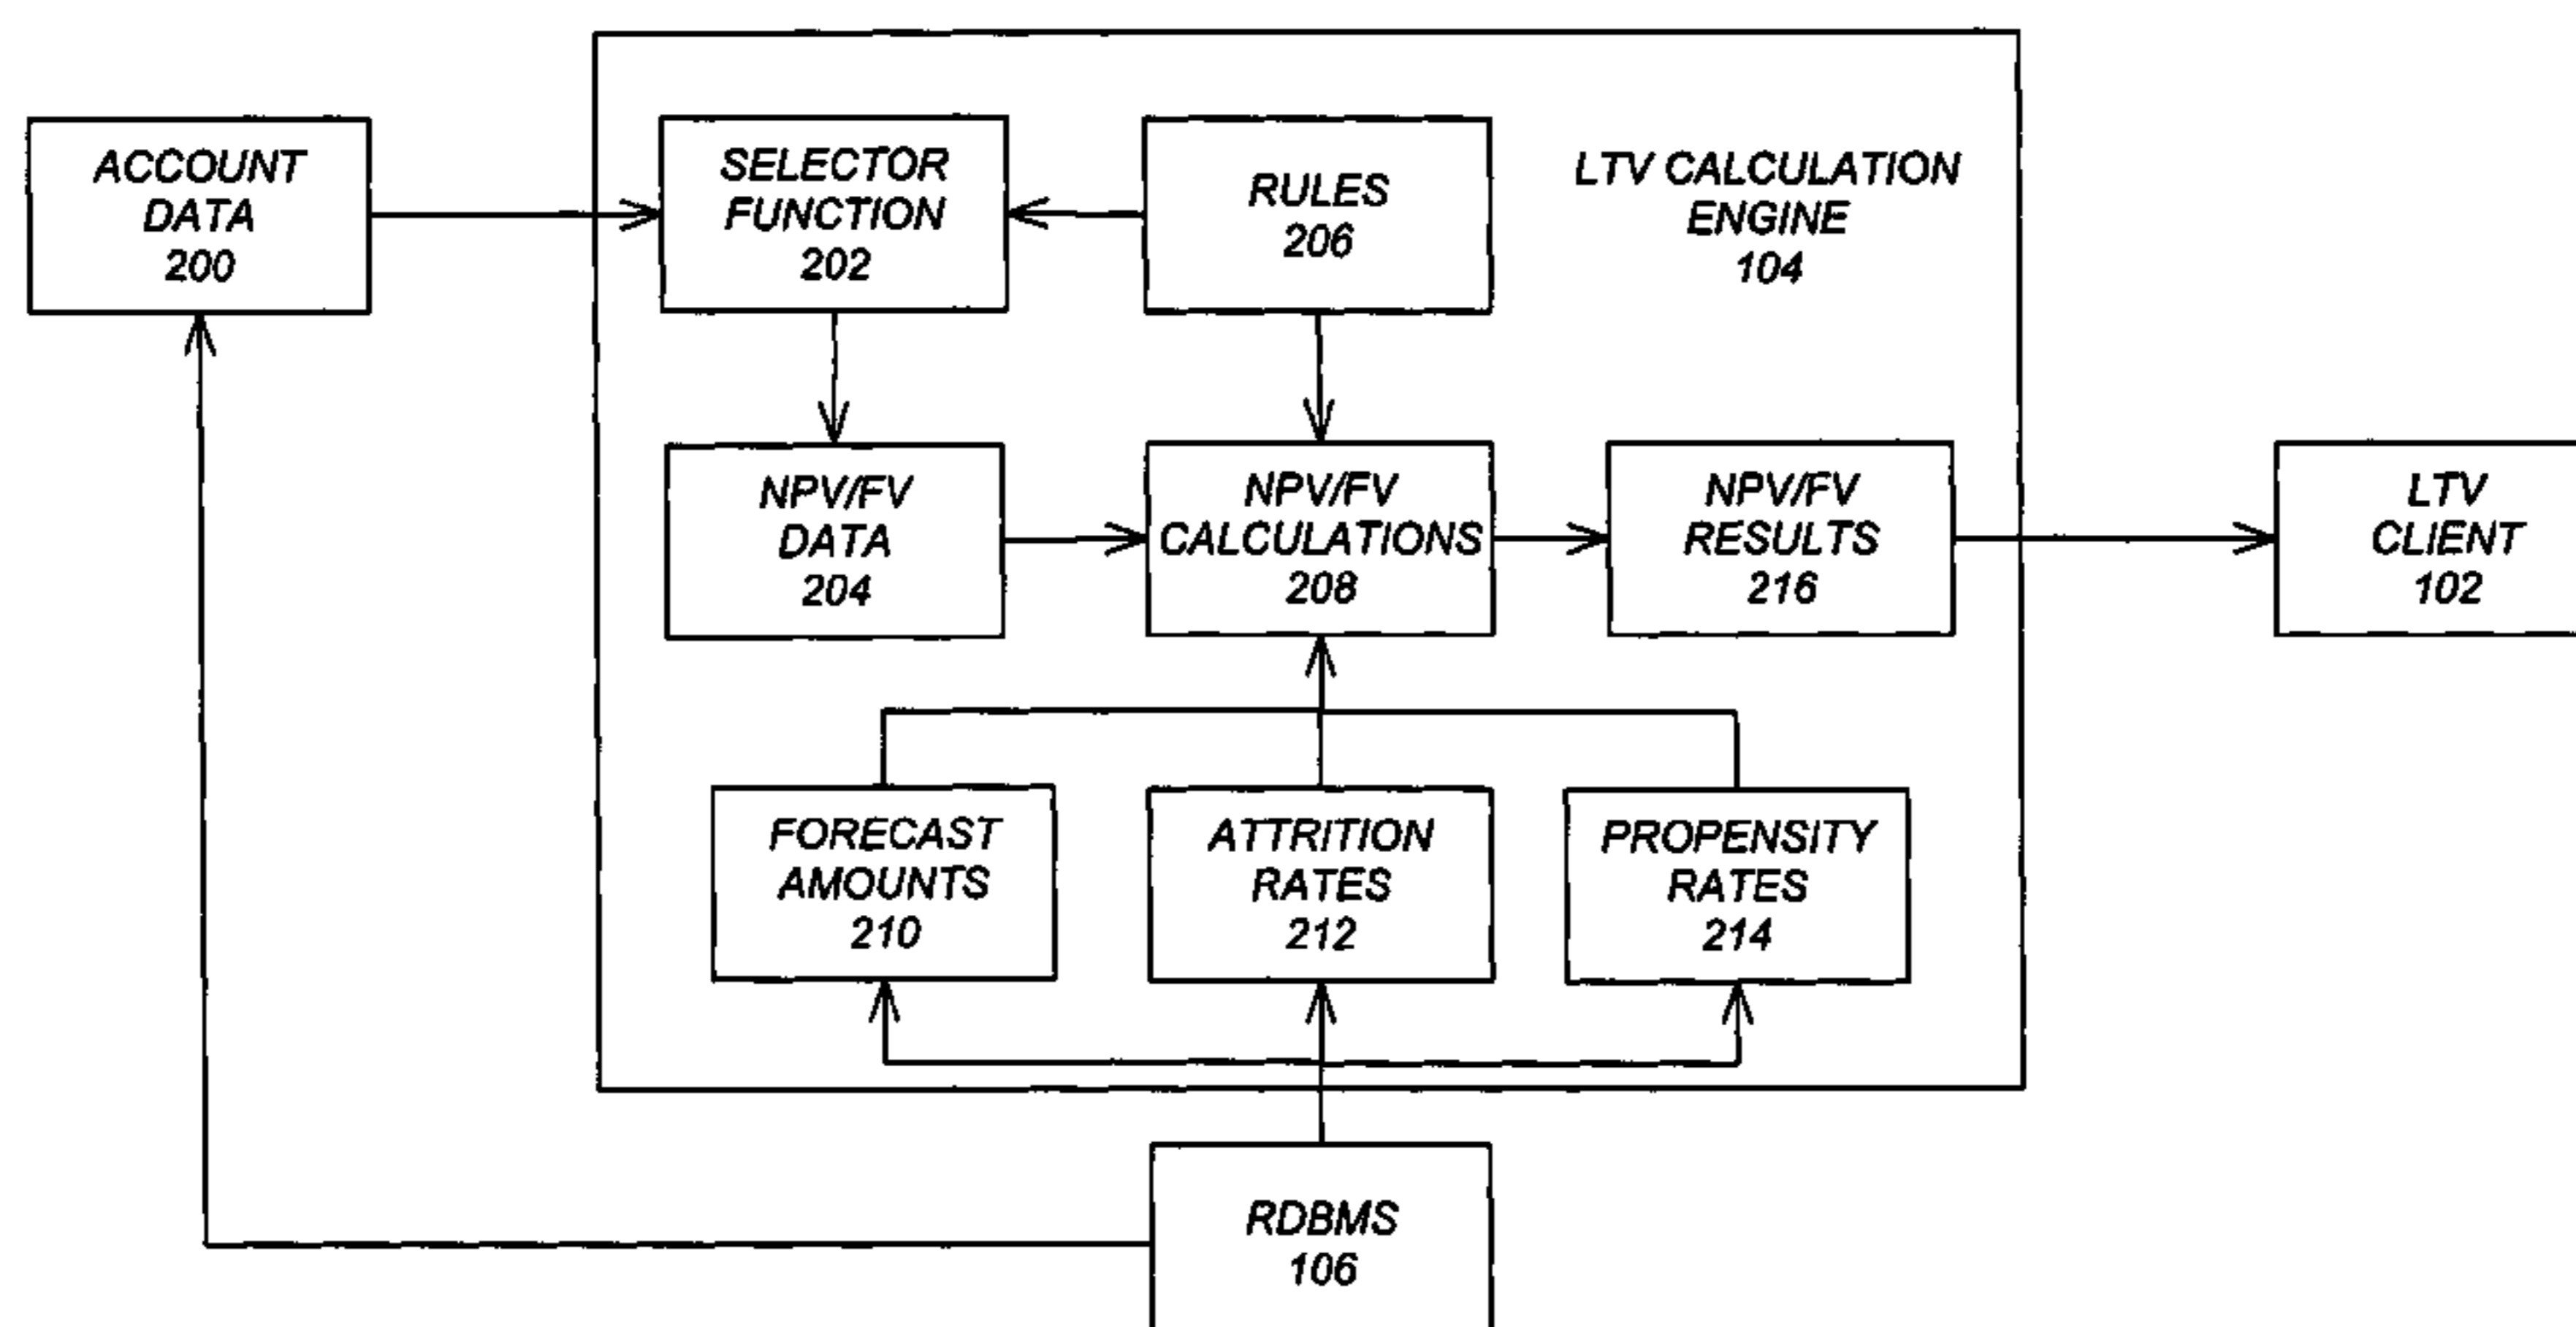 ACCOUNT
DATA
200
SELECTOR
FUNCTION
202
RULES
206
LTV CALCULATION
ENGINE
104
NPV/FV
DATA
204
NPV/FV
CALCULATIONS
208
NPV/FV
RESULTS
216
LTV
CLIENT
102
FORECAST
AMOUNTS
210
ATTRITION
RATES
212
PROPENSITY
RATES
214
RDBMS
106